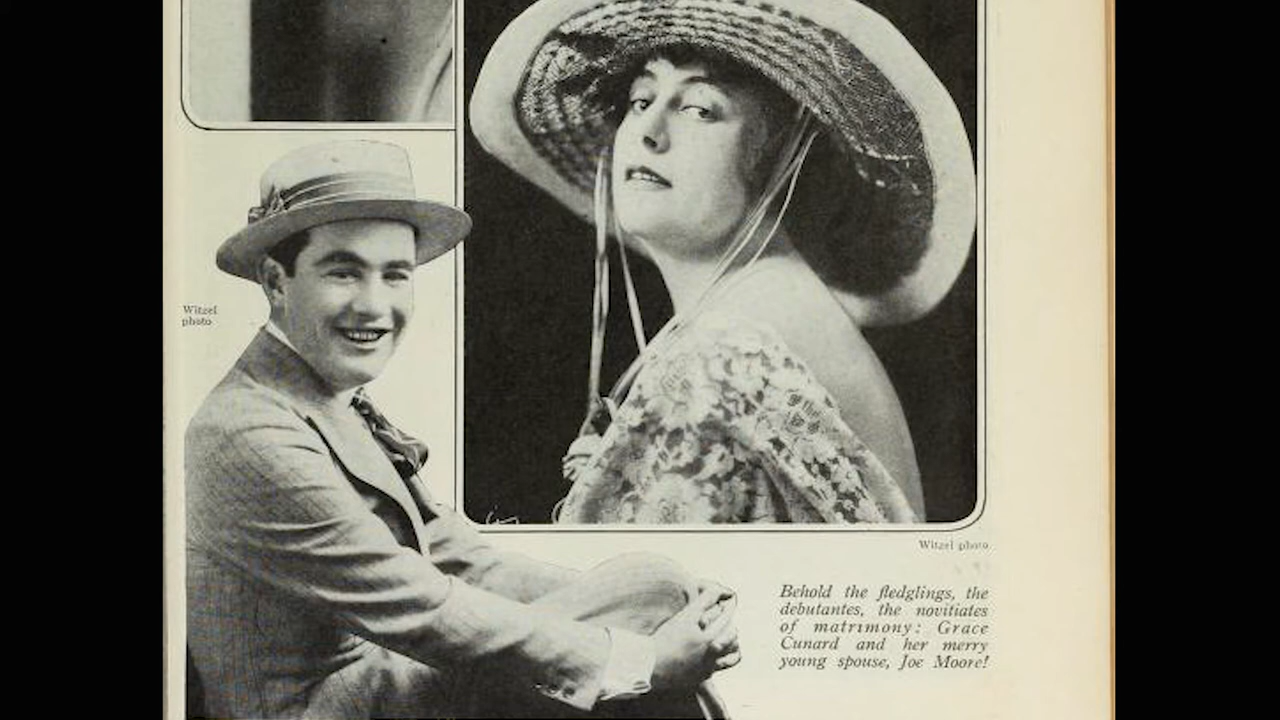 Witzel
photo
Witzel photo
Behold the fledglings, the
debutantes, the novitiates
of matrimony: Grace
Cunard and her merry
young spouse, Joe Moore!